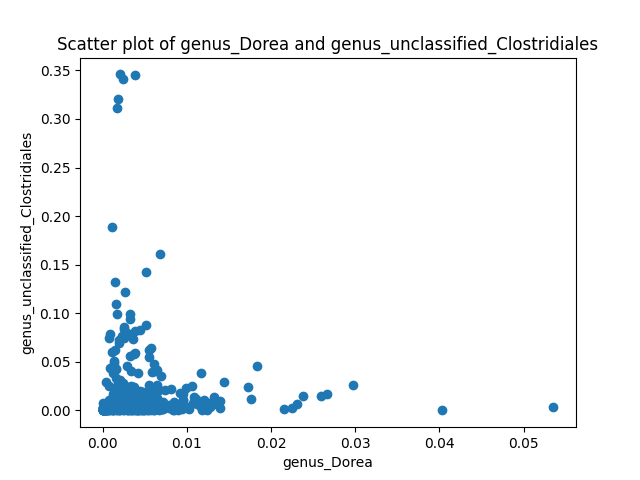 Scatter plot of genus_Dorea and genus_unclassified_Clostridiales
0.35
0.30
0.25
0.20
0.15
0.10
0.05
0.00
genus_unclassified_Clostridiales
0.00 0.01 0.02 0.03 0.04 0.05
genus_Dorea